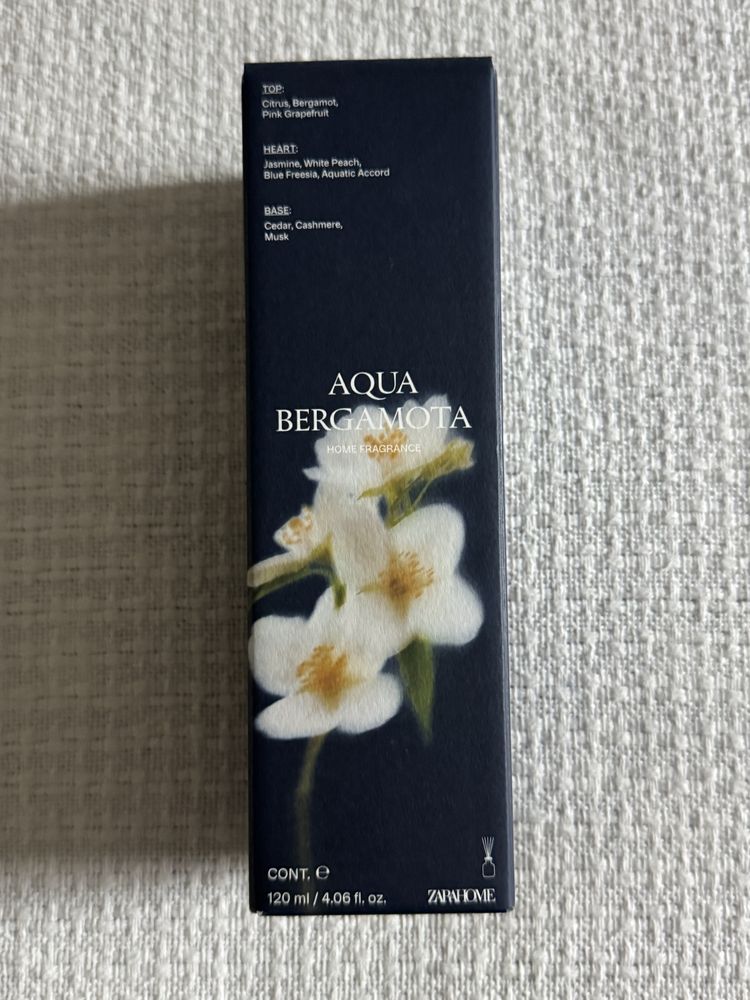 TOP:
Citrus, Bergamot,
Pink Grapefruit
HEART:
Jasmine, White Peach,
Blue Freesia, Aquatic Accord
BASE:
Cedar, Cashmere,
Musk
AQUA
BERGAMOTA
HOME FRAGRANCE
CONT. ℮
120 ml / 4.06 fl. oz.
ZARAHOME